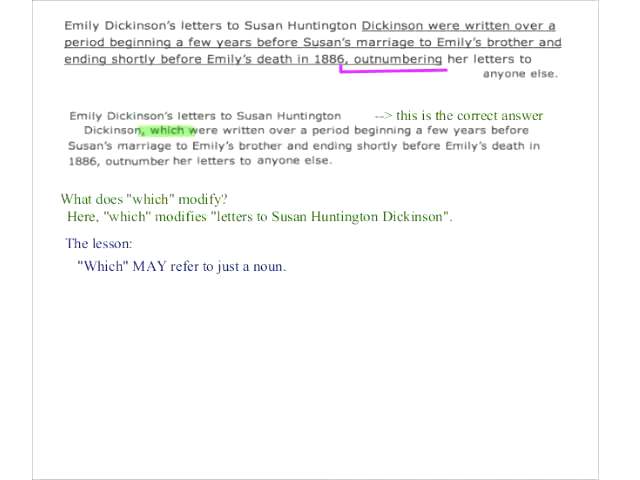 Emily Dickinson's letters to Susan Huntington Dickinson were written over a
period beginning a few years before Susan's marriage to Emily's brother and
ending shortly before Emily's death in 1886, outnumbering her letters to
anyone else.
Emily Dickinson's letters to Susan Huntington --> this is the correct answer
Dickinson, which were written over a period beginning a few years before
Susan's marriage to Emily's brother and ending shortly before Emily's death in
1886, outnumber her letters to anyone else.
What does "which" modify?
Here, "which" modifies "letters to Susan Huntington Dickinson".
The lesson:
"Which" MAY refer to just a noun.